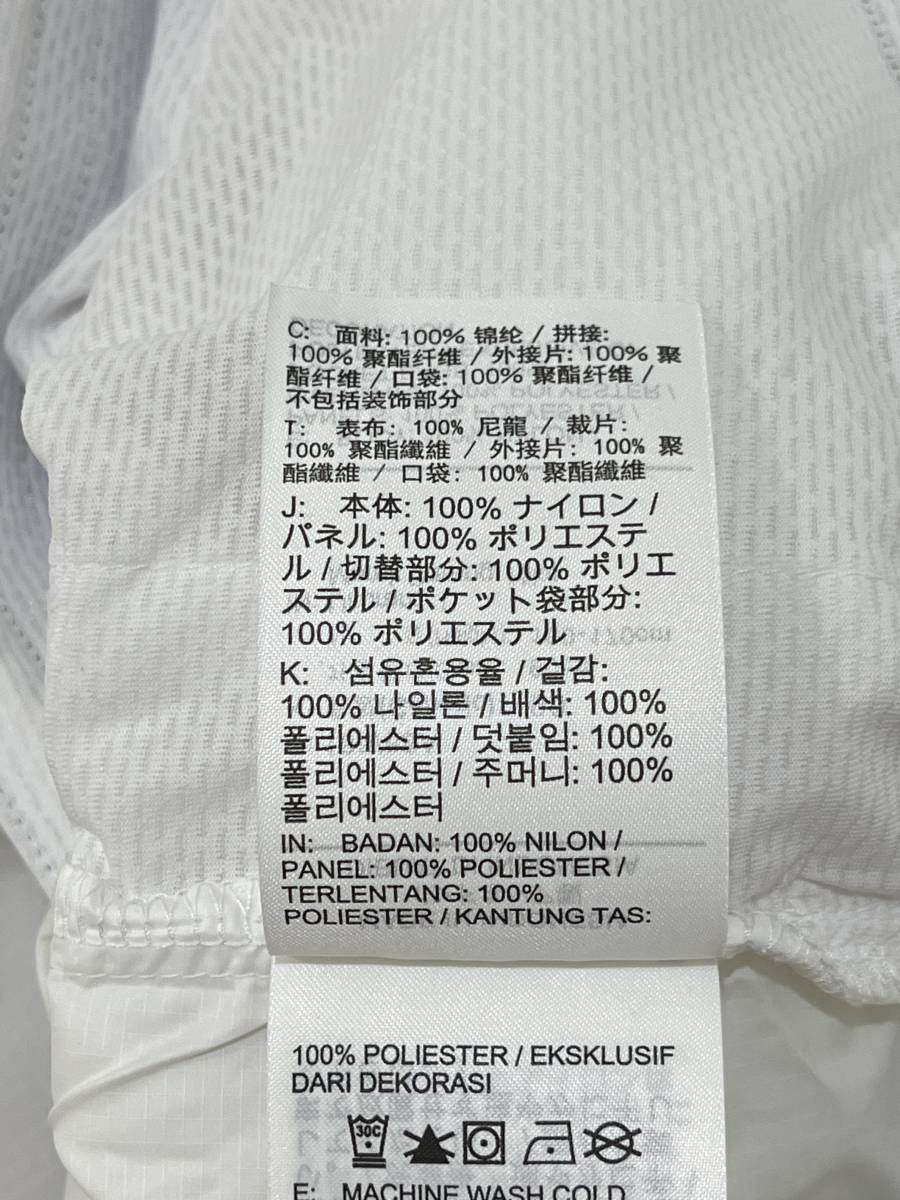 C: 面料: 100% 锦纶 / 拼接:
100% 聚酯纤维 / 外接片: 100% 聚
酯纤维 / 口袋: 100% 聚酯纤维 /
不包括装饰部分
T: 表布: 100% 尼龍 / 裁片:
100% 聚酯纖維 / 外接片: 100% 聚
酯纖維 / 口袋: 100% 聚酯纖維
J: 本体: 100% ナイロン /
パネル: 100% ポリエステ
ル / 切替部分: 100% ポリエ
ステル / ポケット袋部分:
100% ポリエステル
K: 섬유혼용율 / 겉감:
100% 나일론 / 배색: 100%
폴리에스터 / 덧붙임: 100%
폴리에스터 / 주머니: 100%
폴리에스터
IN: BADAN: 100% NILON /
PANEL: 100% POLIESTER /
TERLENTANG: 100%
POLIESTER / KANTUNG TAS:
100% POLIESTER / EKSKLUSIF
DARI DEKORASI
30C
E: MACHINE WASH COLD